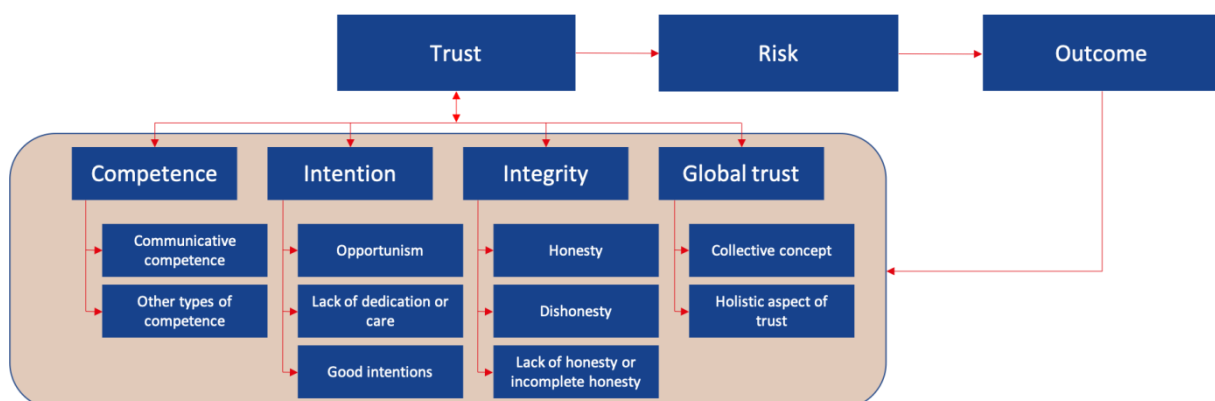 Trust
Risk
Outcome
Competence
Intention
Integrity
Global trust
Communicative
competence
Opportunism
Honesty
Collective concept
Other types of
competence
Lack of dedication or
care
Dishonesty
Holistic aspect of
trust
Good intentions
Lack of honesty or
incomplete honesty